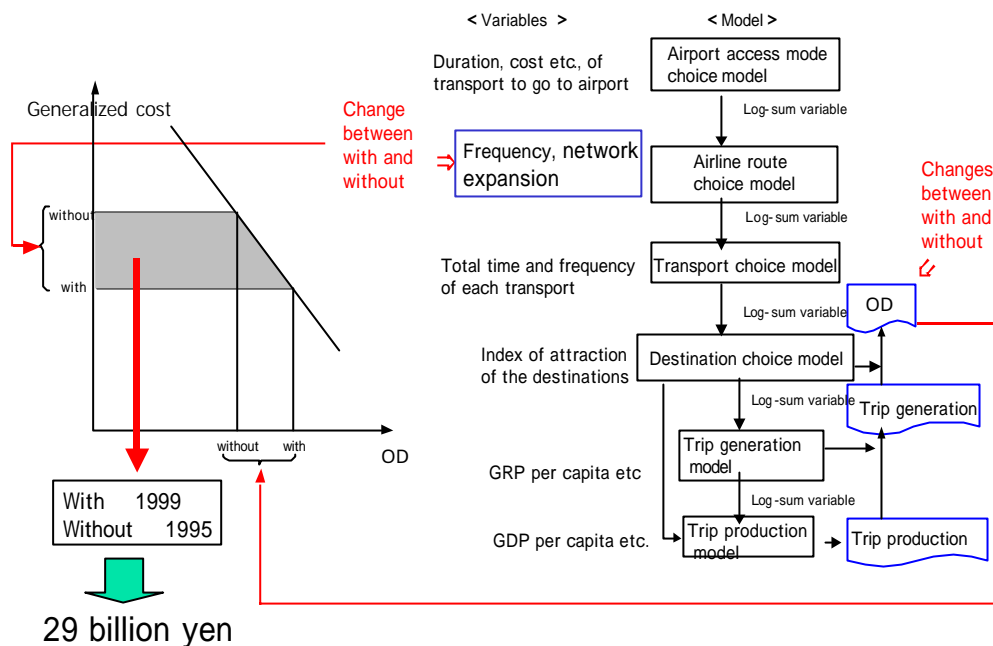 < Variables >
< Model >
Duration, cost etc., of
transport to go to airport
Airport access mode
choice model
Log-sum variable
Generalized cost
Change
between
with and
without
Frequency, network
expansion
Airline route
choice model
Changes
between
with and
without
Log-sum variable
without
with
Total time and frequency
of each transport
Transport choice model
Log-sum variable
OD
Index of attraction
of the destinations
Destination choice model
Log-sum variable
Trip generation
without
with
OD
GRP per capita etc
Trip generation
model
Log-sum variable
With 1999
Without 1995
GDP per capita etc.
Trip production
model
Trip production
29 billion yen